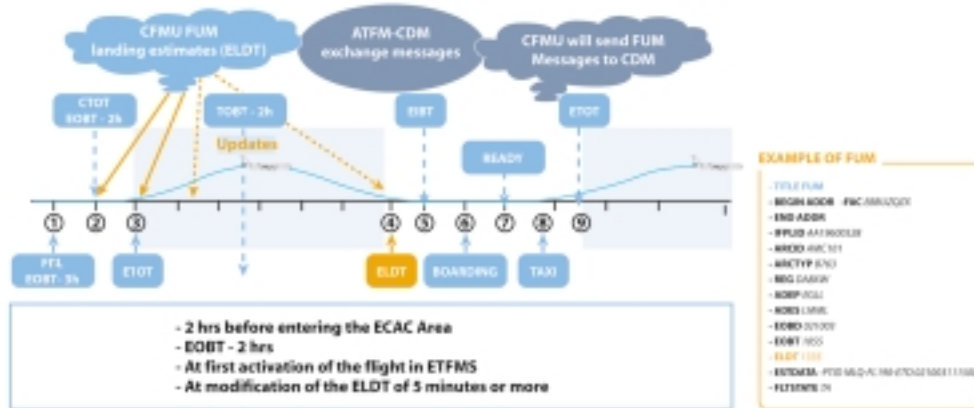 CFMU FUM
landing estimates (ELDT)
ATFM-CDM
exchange messages
CFMU will send FUM
Messages to CDM
CTOT
EOBT - 2h
TOBT - 2h
EIBT
ETOT
Updates
READY
1
2
3
4
5
6
7
8
9
EOBT - 3h
ETOT
ELDT
BOARDING
TAXI
- 2 hrs before entering the ECAC Area
- EOBT - 2 hrs
- At first activation of the flight in ETFMS
- At modification of the ELDT of 5 minutes or more
EXAMPLE OF FUM
- TITLE FUM
- BEGIN ADDR - FAC
- END ADDR
- IFPLID
- ARCID
- ARCTYP
- REG
- ADEP
- ADES
- EOBD
- EOBT
- ELDT
- ESTDATA
- FLTSTATE